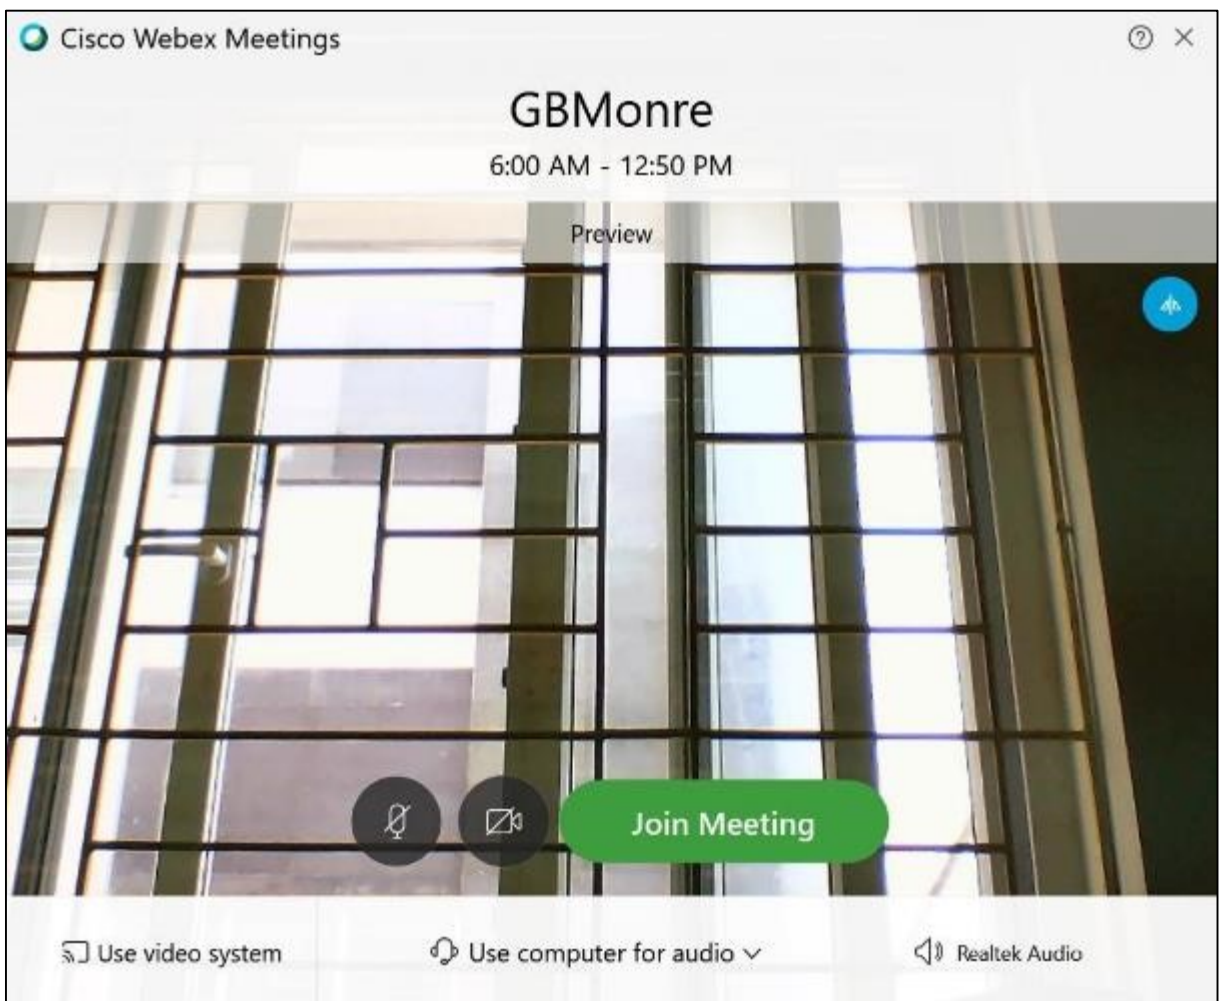 Cisco Webex Meetings
GBMonre
6:00 AM - 12:50 PM
Preview
Join Meeting
Use video system
Use computer for audio
Realtek Audio